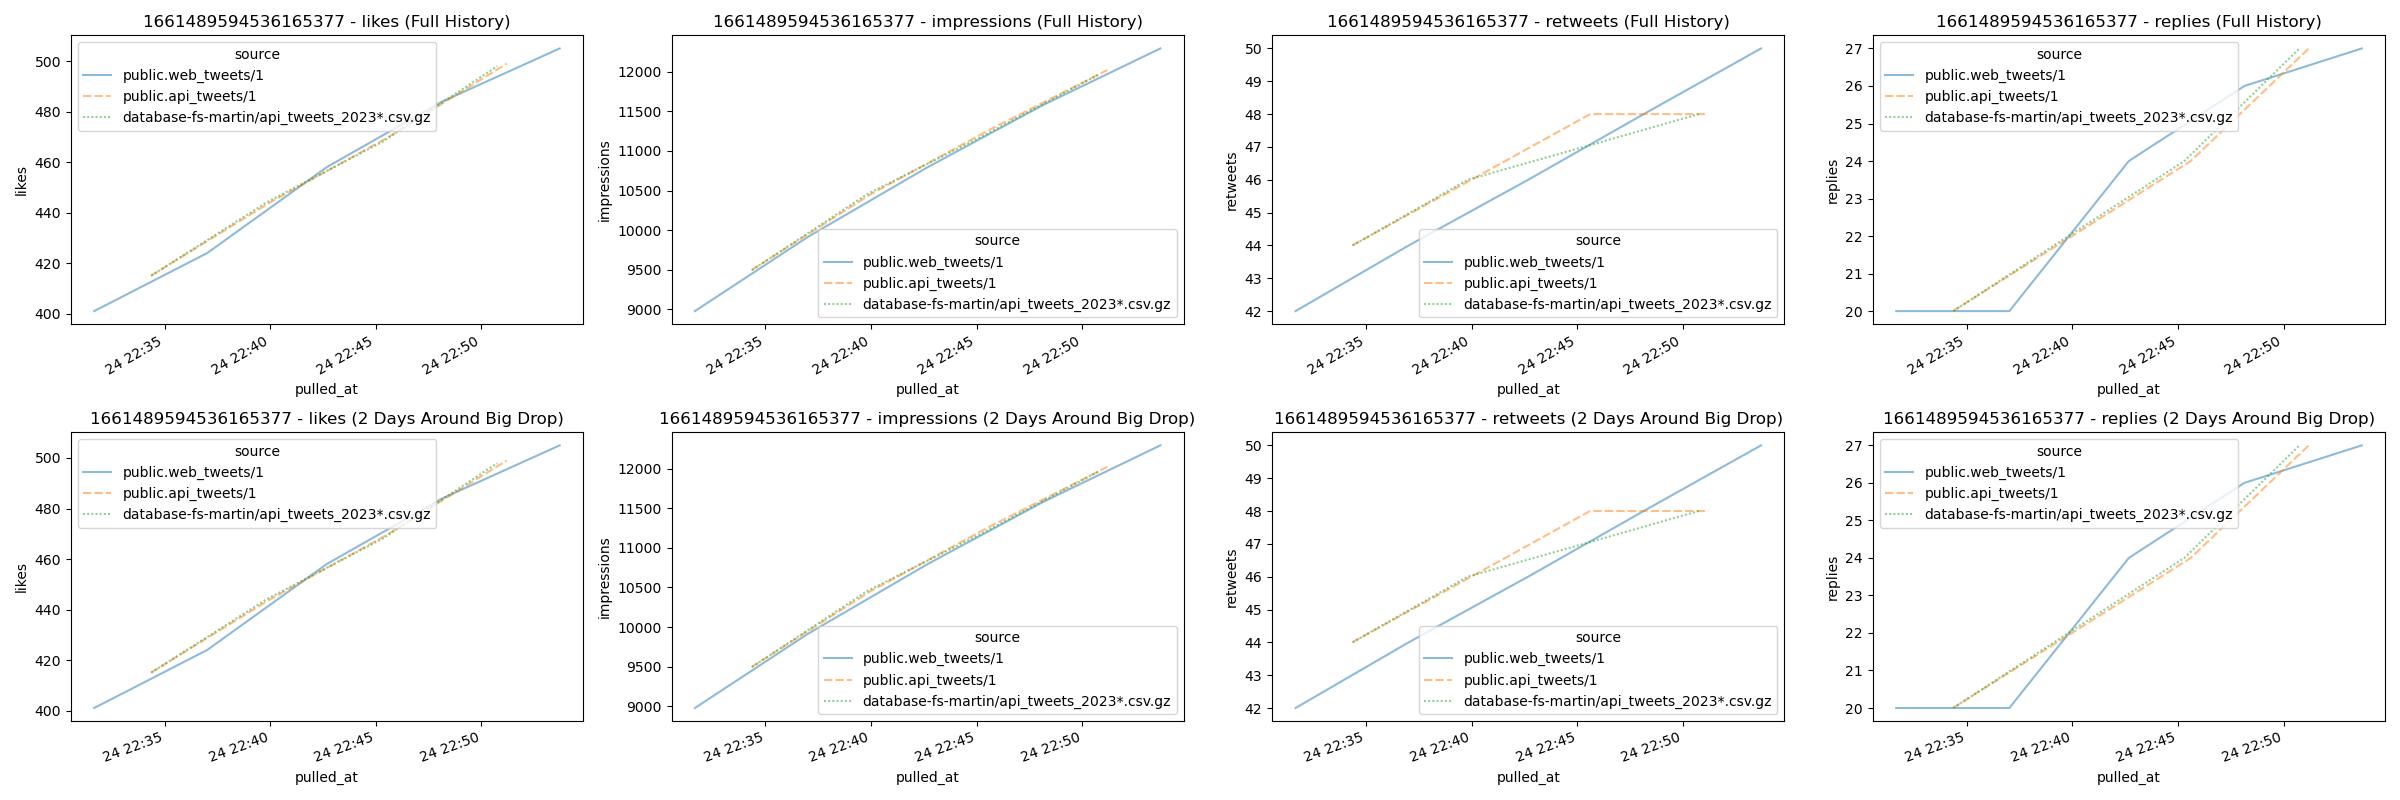 1661489594536165377 - likes (Full History)
source
public.web_tweets/1
public.api_tweets/1
database-fs-martin/api_tweets_2023*.csv.gz
500
480
460
440
420
400
likes
24 22:35
24 22:40
24 22:45
24 22:50
pulled_at
1661489594536165377 - impressions (Full History)
12000
11500
11000
10500
10000
9500
9000
impressions
source
public.web_tweets/1
public.api_tweets/1
database-fs-martin/api_tweets_2023*.csv.gz
24 22:35
24 22:40
24 22:45
24 22:50
pulled_at
1661489594536165377 - retweets (Full History)
50
49
48
47
46
45
44
43
42
retweets
source
public.web_tweets/1
public.api_tweets/1
database-fs-martin/api_tweets_2023*.csv.gz
24 22:35
24 22:40
24 22:45
24 22:50
pulled_at
1661489594536165377 - replies (Full History)
source
public.web_tweets/1
public.api_tweets/1
database-fs-martin/api_tweets_2023*.csv.gz
27
26
25
24
23
22
21
20
replies
24 22:35
24 22:40
24 22:45
24 22:50
pulled_at
1661489594536165377 - likes (2 Days Around Big Drop)
source
public.web_tweets/1
public.api_tweets/1
database-fs-martin/api_tweets_2023*.csv.gz
500
480
460
440
420
400
likes
24 22:35
24 22:40
24 22:45
24 22:50
pulled_at
1661489594536165377 - impressions (2 Days Around Big Drop)
12000
11500
11000
10500
10000
9500
9000
impressions
source
public.web_tweets/1
public.api_tweets/1
database-fs-martin/api_tweets_2023*.csv.gz
24 22:35
24 22:40
24 22:45
24 22:50
pulled_at
1661489594536165377 - retweets (2 Days Around Big Drop)
50
49
48
47
46
45
44
43
42
retweets
source
public.web_tweets/1
public.api_tweets/1
database-fs-martin/api_tweets_2023*.csv.gz
24 22:35
24 22:40
24 22:45
24 22:50
pulled_at
1661489594536165377 - replies (2 Days Around Big Drop)
source
public.web_tweets/1
public.api_tweets/1
database-fs-martin/api_tweets_2023*.csv.gz
27
26
25
24
23
22
21
20
replies
24 22:35
24 22:40
24 22:45
24 22:50
pulled_at